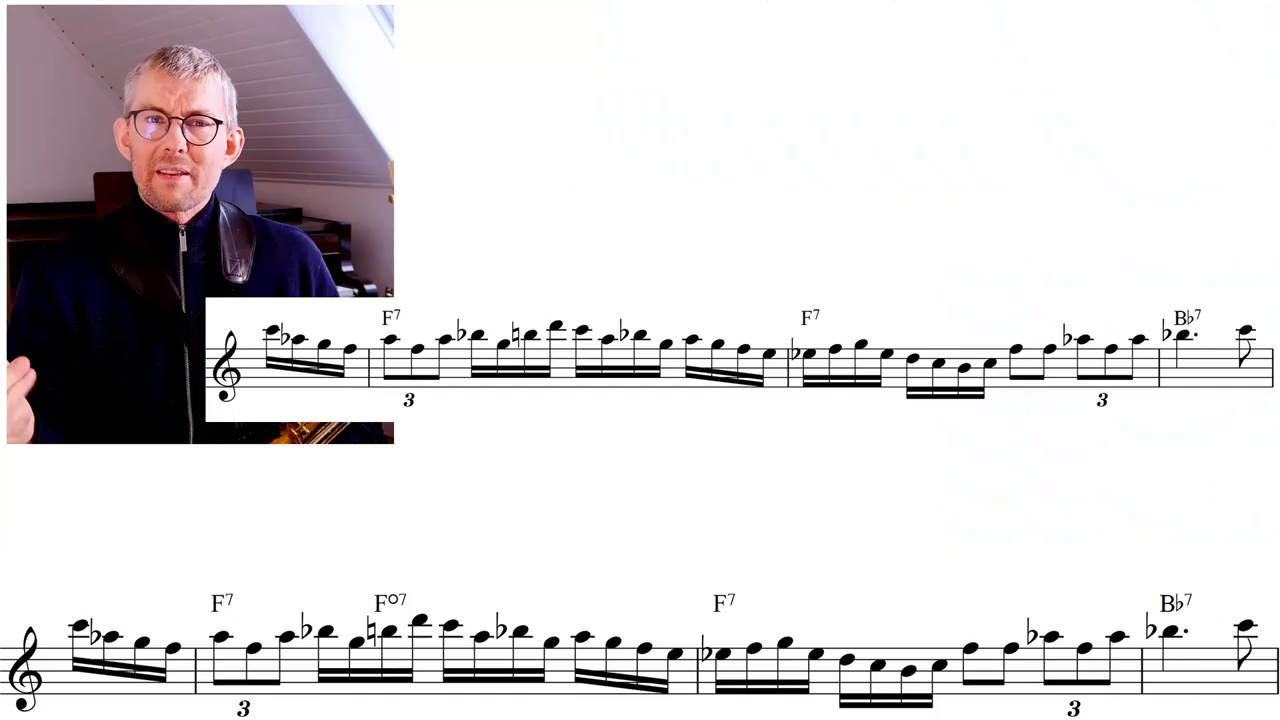 F7 F7 B♭7
3 3
F7 F°7 F7 B♭7
3 3